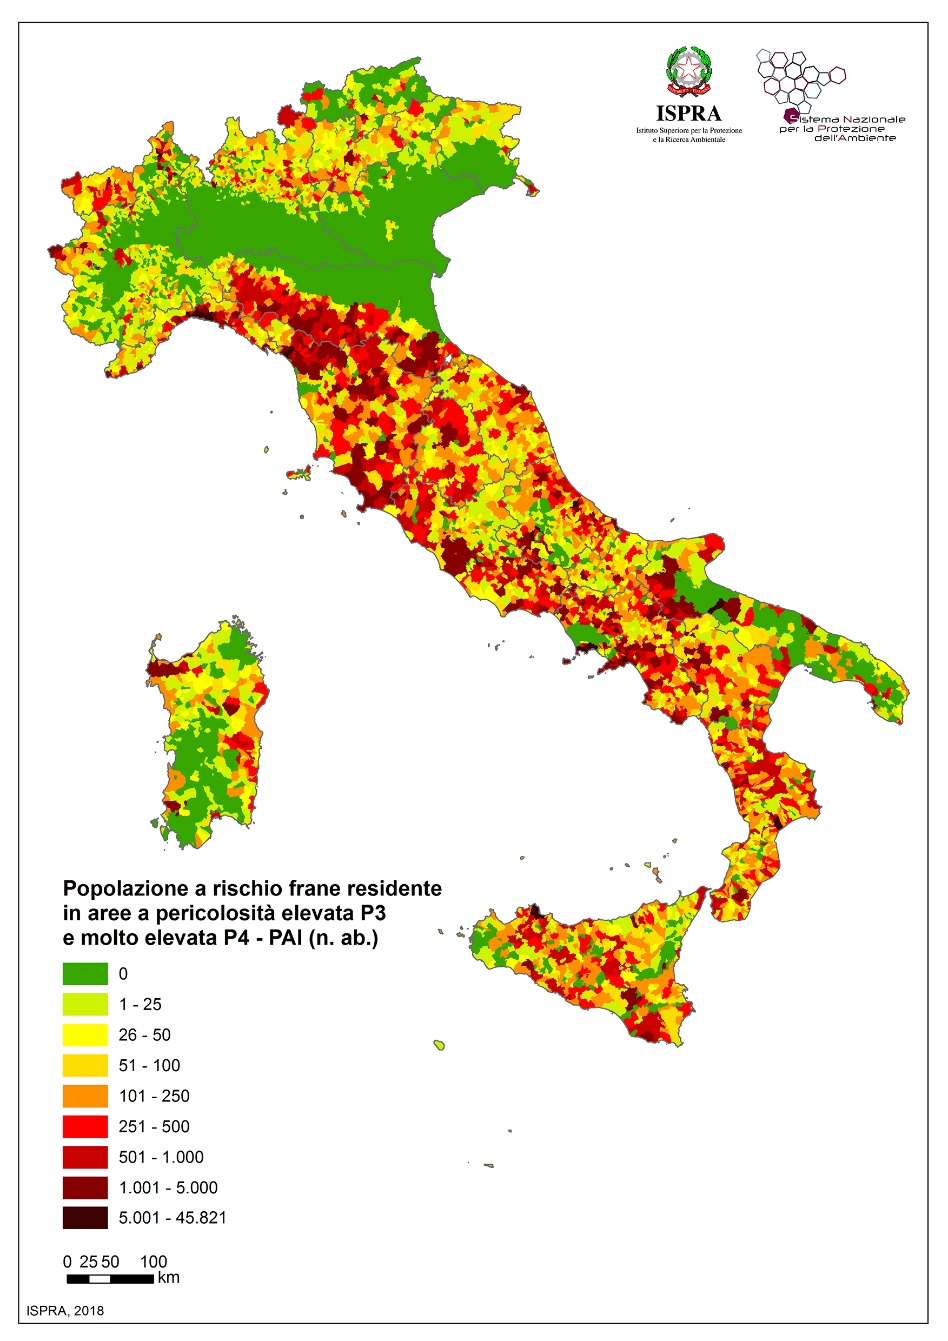 ISPRA
Istituto Superiore per la Protezione
e la Ricerca Ambientale
Sistema Nazionale
per la Protezione
dell'Ambiente
Popolazione a rischio frane residente
in aree a pericolosità elevata P3
e molto elevata P4 - PAI (n. ab.)
0
1 - 25
26 - 50
51 - 100
101 - 250
251 - 500
501 - 1.000
1.001 - 5.000
5.001 - 45.821
0 25 50 100
km
ISPRA, 2018